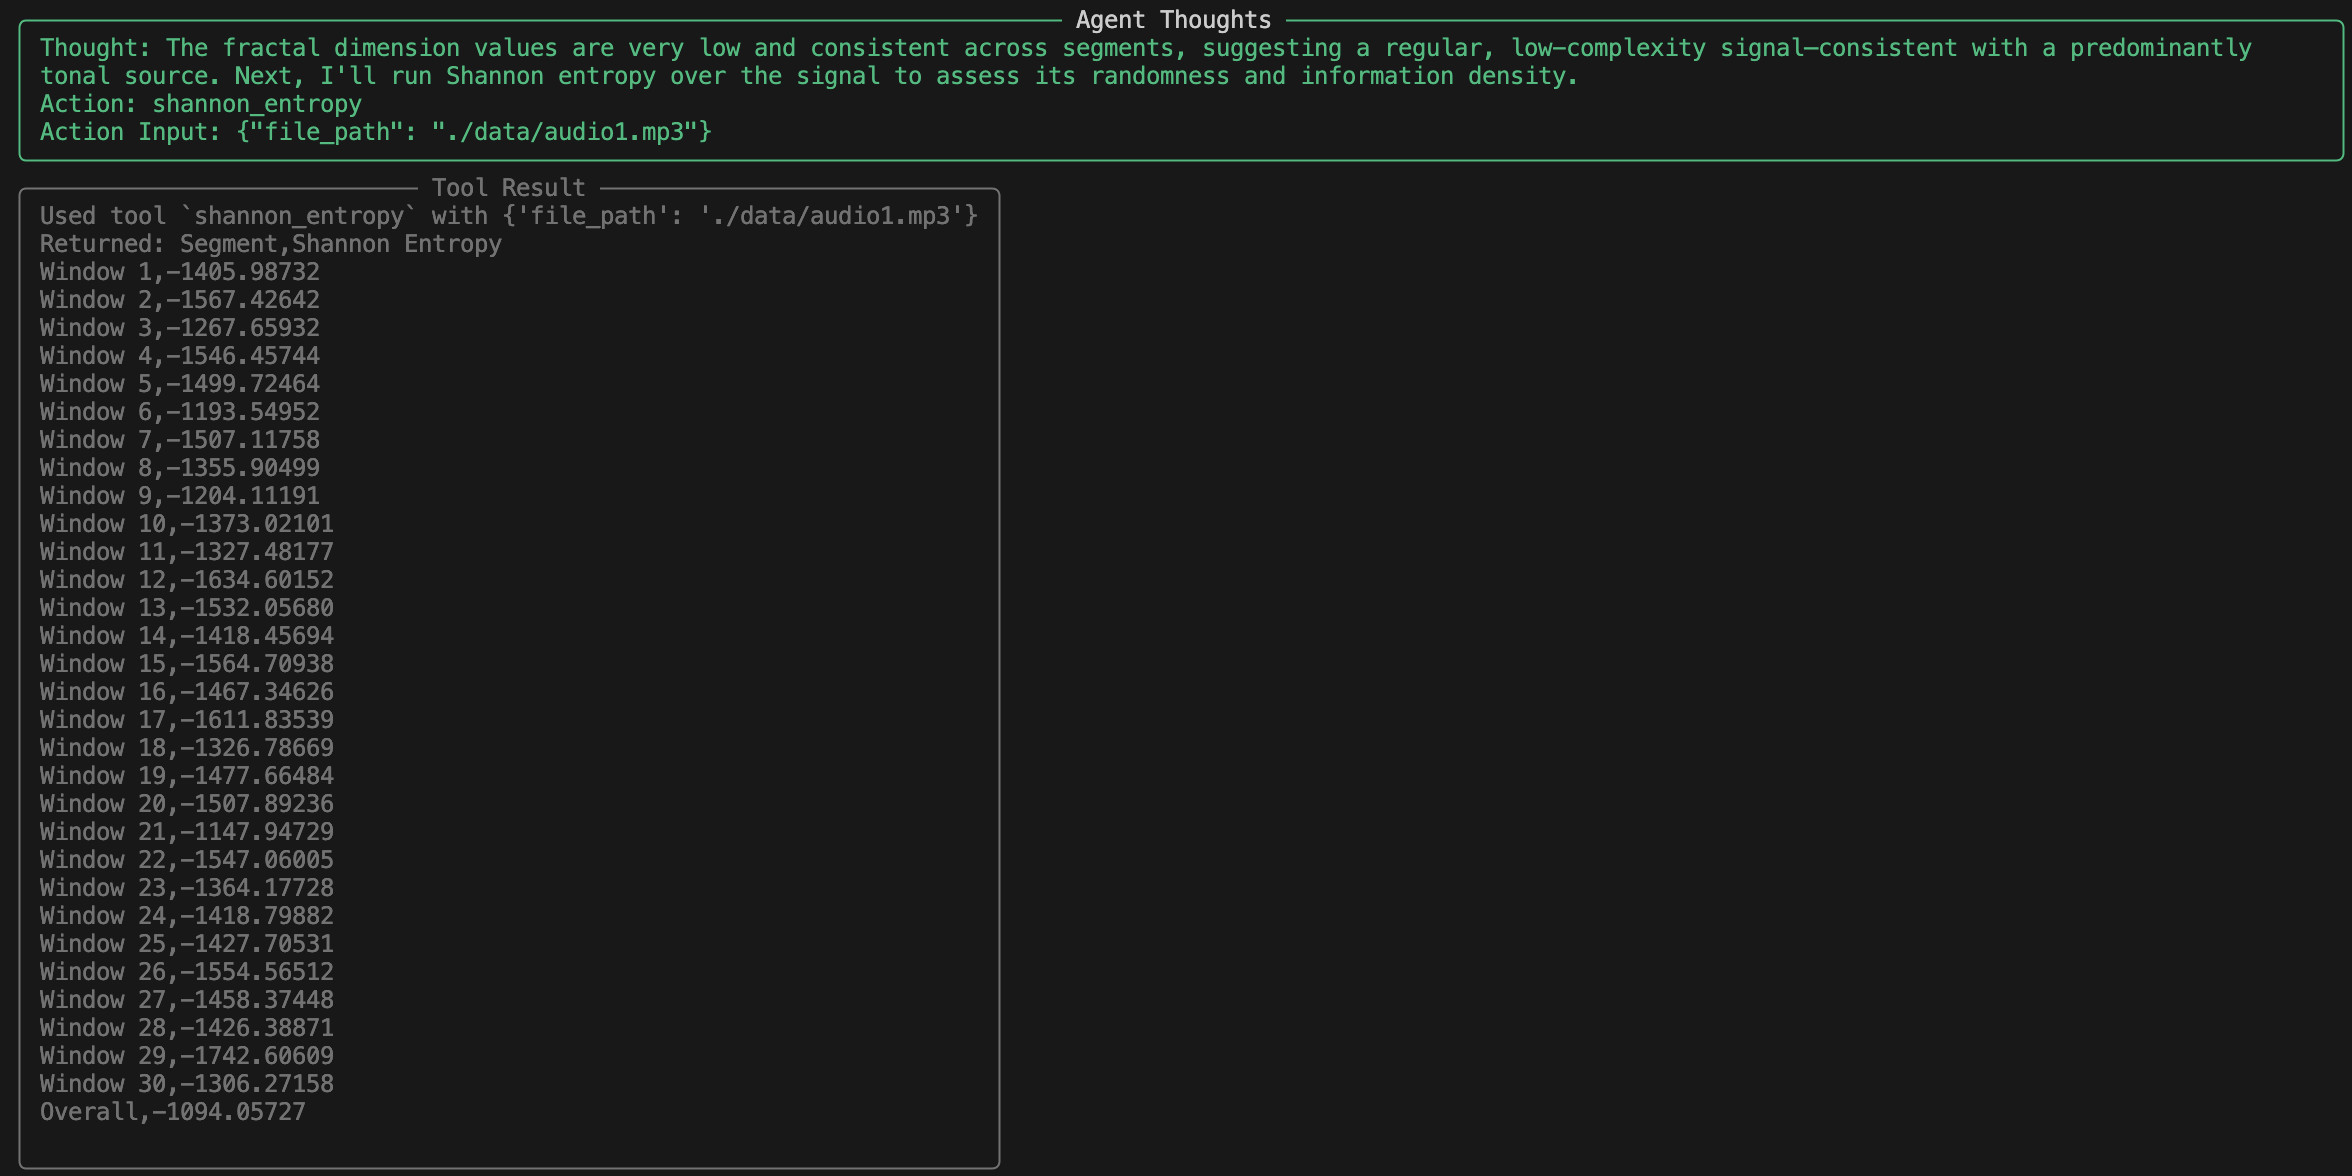 Agent Thoughts
Thought: The fractal dimension values are very low and consistent across segments, suggesting a regular, low-complexity signal—consistent with a predominantly
tonal source. Next, I'll run Shannon entropy over the signal to assess its randomness and information density.
Action: shannon_entropy
Action Input: {"file_path": "./data/audio1.mp3"}
Tool Result
Used tool `shannon_entropy` with {'file_path': './data/audio1.mp3'}
Returned: Segment,Shannon Entropy
Window 1,-1405.98732
Window 2,-1567.42642
Window 3,-1267.65932
Window 4,-1546.45744
Window 5,-1499.72464
Window 6,-1193.54952
Window 7,-1507.11758
Window 8,-1355.90499
Window 9,-1204.11191
Window 10,-1373.02101
Window 11,-1327.48177
Window 12,-1634.60152
Window 13,-1532.05680
Window 14,-1418.45694
Window 15,-1564.70938
Window 16,-1467.34626
Window 17,-1611.83539
Window 18,-1326.78669
Window 19,-1477.66484
Window 20,-1507.89236
Window 21,-1147.94729
Window 22,-1547.06005
Window 23,-1364.17728
Window 24,-1418.79882
Window 25,-1427.70531
Window 26,-1554.56512
Window 27,-1458.37448
Window 28,-1426.38871
Window 29,-1742.60609
Window 30,-1306.27158
Overall,-1094.05727